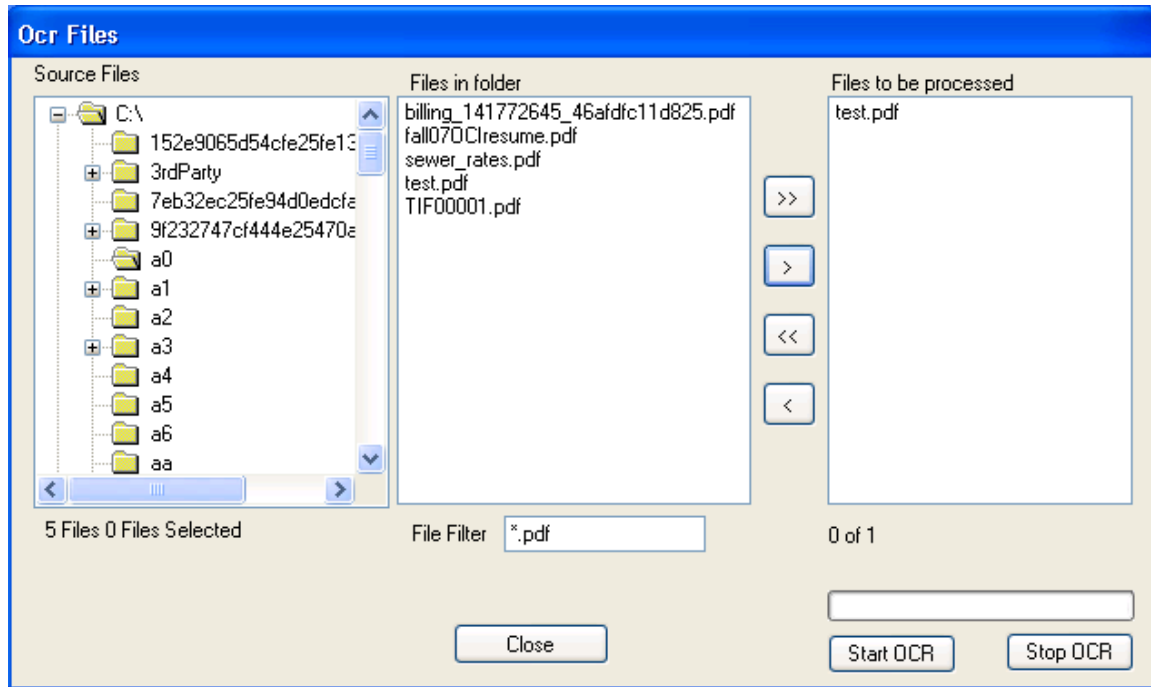 Ocr Files
Source Files
C:\
152e9065d54cfe25fe13
3rdParty
7eb32ec25fe94d0edcfa
9f232747cf444e25470a
a0
a1
a2
a3
a4
a5
a6
aa
5 Files 0 Files Selected
Files in folder
billing_141772645_46afdfc11d825.pdf
fall07OCIresume.pdf
sewer_rates.pdf
test.pdf
TIF00001.pdf
File Filter
*.pdf
>>
>
<<
<
Files to be processed
test.pdf
0 of 1
Close
Start OCR
Stop OCR